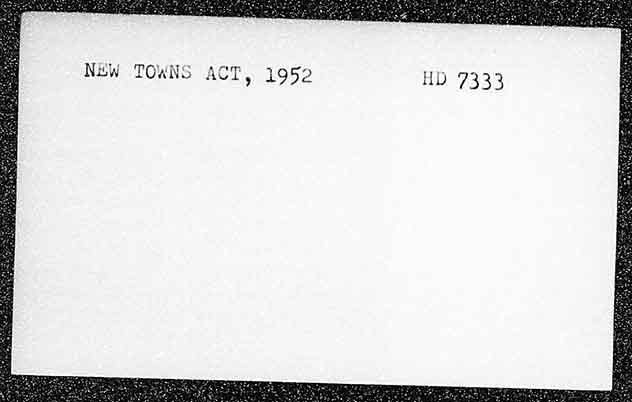 NEW TOWNS ACT, 1952 HD 7333